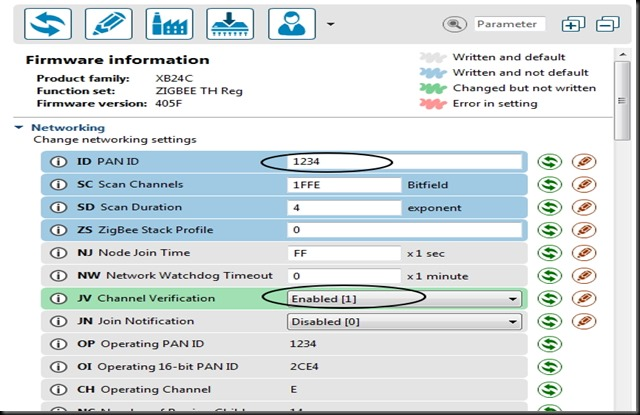 Parameter
Firmware information
Product family: XB24C
Function set: ZIGBEE TH Reg
Firmware version: 405F
Written and default
Written and not default
Changed but not written
Error in setting
Networking
Change networking settings
ID PAN ID 1234
SC Scan Channels 1FFE Bitfield
SD Scan Duration 4 exponent
ZS ZigBee Stack Profile 0
NJ Node Join Time FF x 1 sec
NW Network Watchdog Timeout 0 x 1 minute
JV Channel Verification Enabled [1]
JN Join Notification Disabled [0]
OP Operating PAN ID 1234
OI Operating 16-bit PAN ID 2CE4
CH Operating Channel E